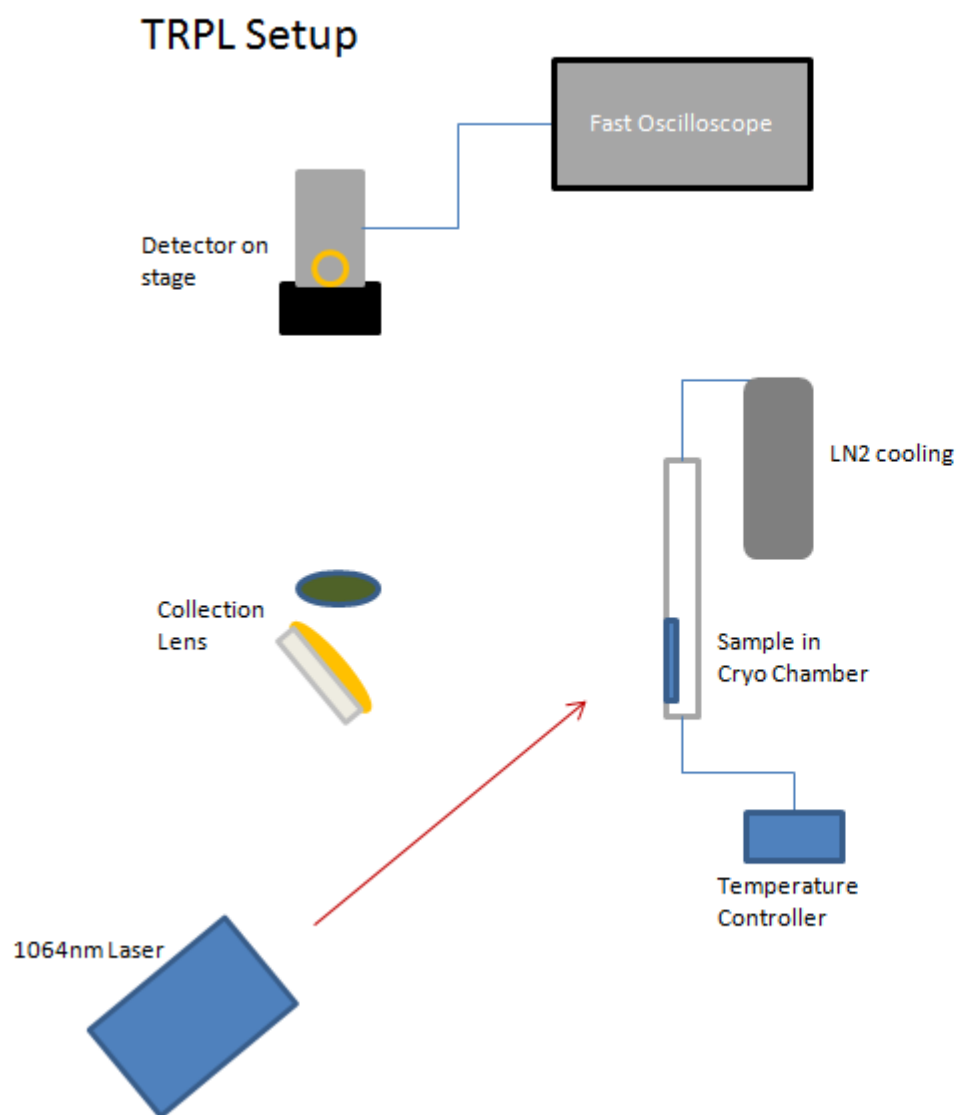 TRPL Setup
Fast Oscilloscope
Detector on
stage
LN2 cooling
Collection
Lens
Sample in
Cryo Chamber
Temperature
Controller
1064nm Laser